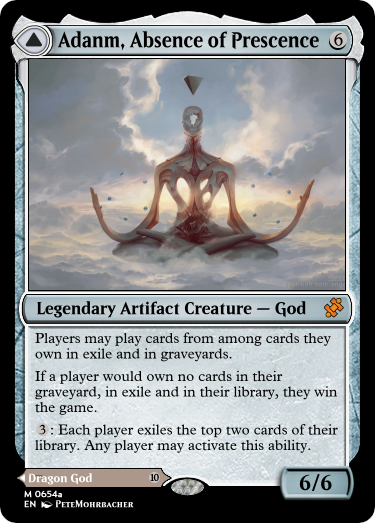 Adanm, Absence of Prescence 6
Legendary Artifact Creature — God
Players may play cards from among cards they
own in exile and in graveyards.
If a player would own no cards in their
graveyard, in exile and in their library, they win
the game.
3 : Each player exiles the top two cards of their
library. Any player may activate this ability.
Dragon God 10
6/6
M 0654a
EN PeteMohrbacher